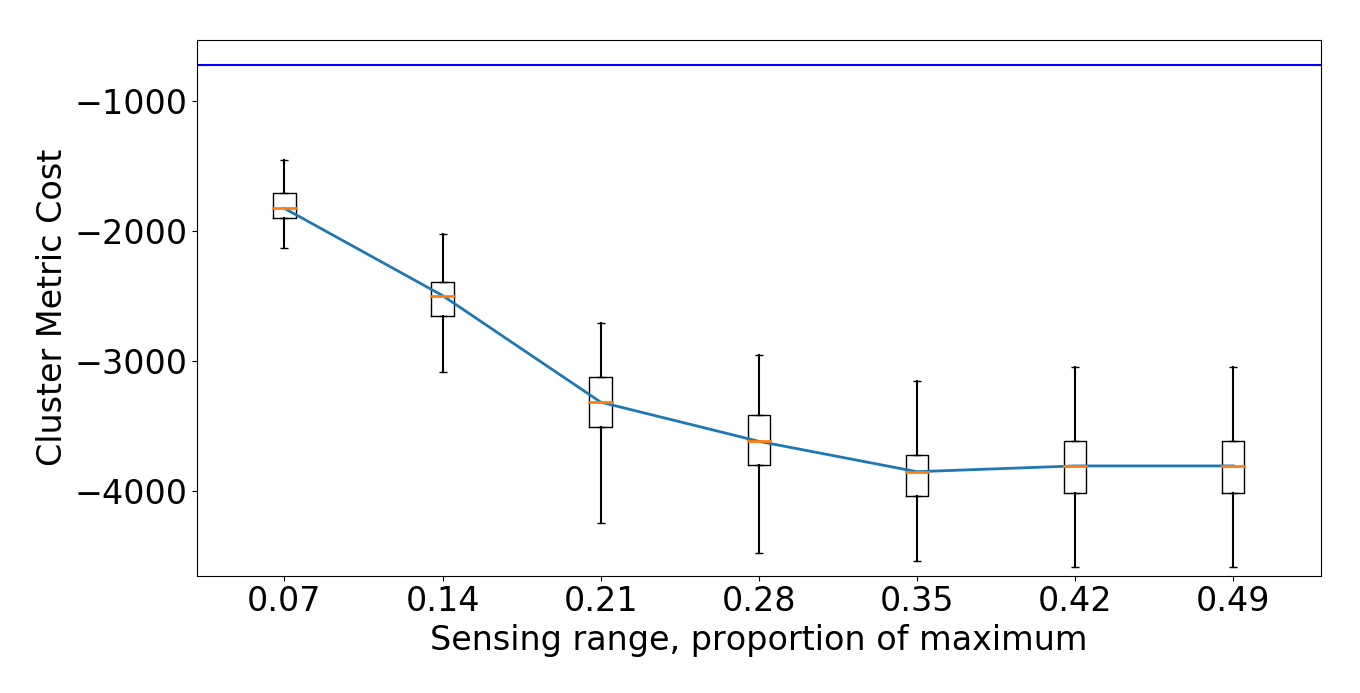 Cluster Metric Cost
−1000
−2000
−3000
−4000
0.07 0.14 0.21 0.28 0.35 0.42 0.49
Sensing range, proportion of maximum